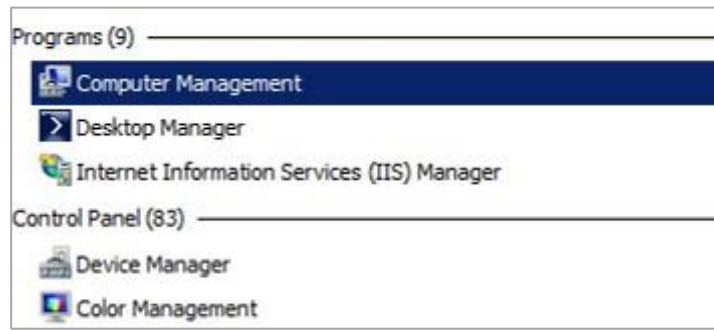 Programs (9)
Computer Management
Desktop Manager
Internet Information Services (IIS) Manager
Control Panel (83)
Device Manager
Color Management